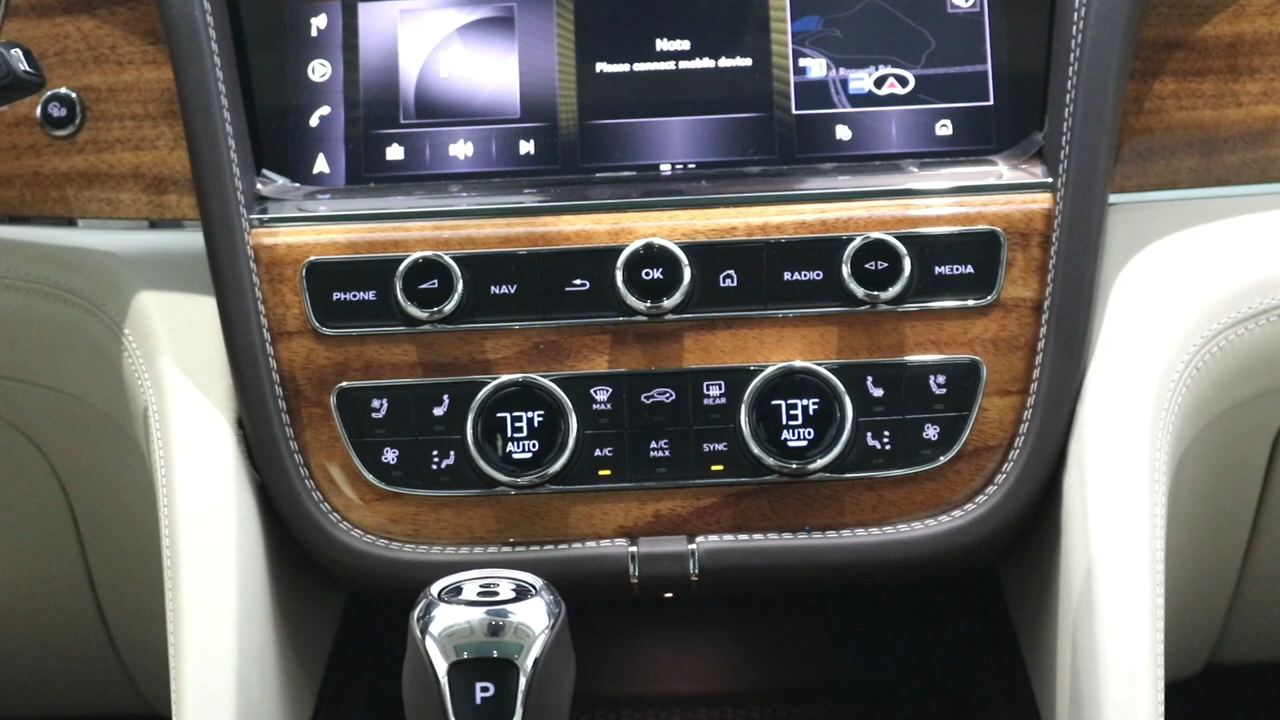 Note
Please connect mobile device
PHONE
NAV
OK
RADIO
MEDIA
73°F
AUTO
MAX
REAR
A/C
A/C
MAX
SYNC
73°F
AUTO
B
P